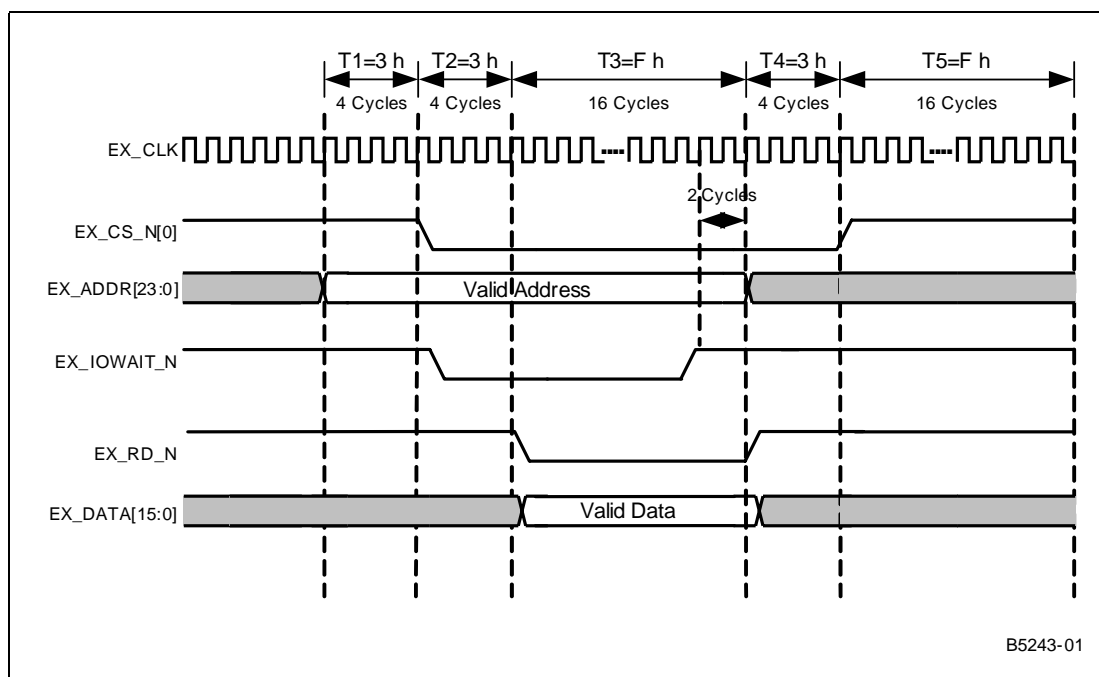 T1=3 h T2=3 h T3=F h T4=3 h T5=F h
4 Cycles 4 Cycles 16 Cycles 4 Cycles 16 Cycles
EX_CLK
2 Cycles
EX_CS_N[0]
EX_ADDR[23:0] Valid Address
EX_IOWAIT_N
EX_RD_N
EX_DATA[15:0] Valid Data
B5243-01